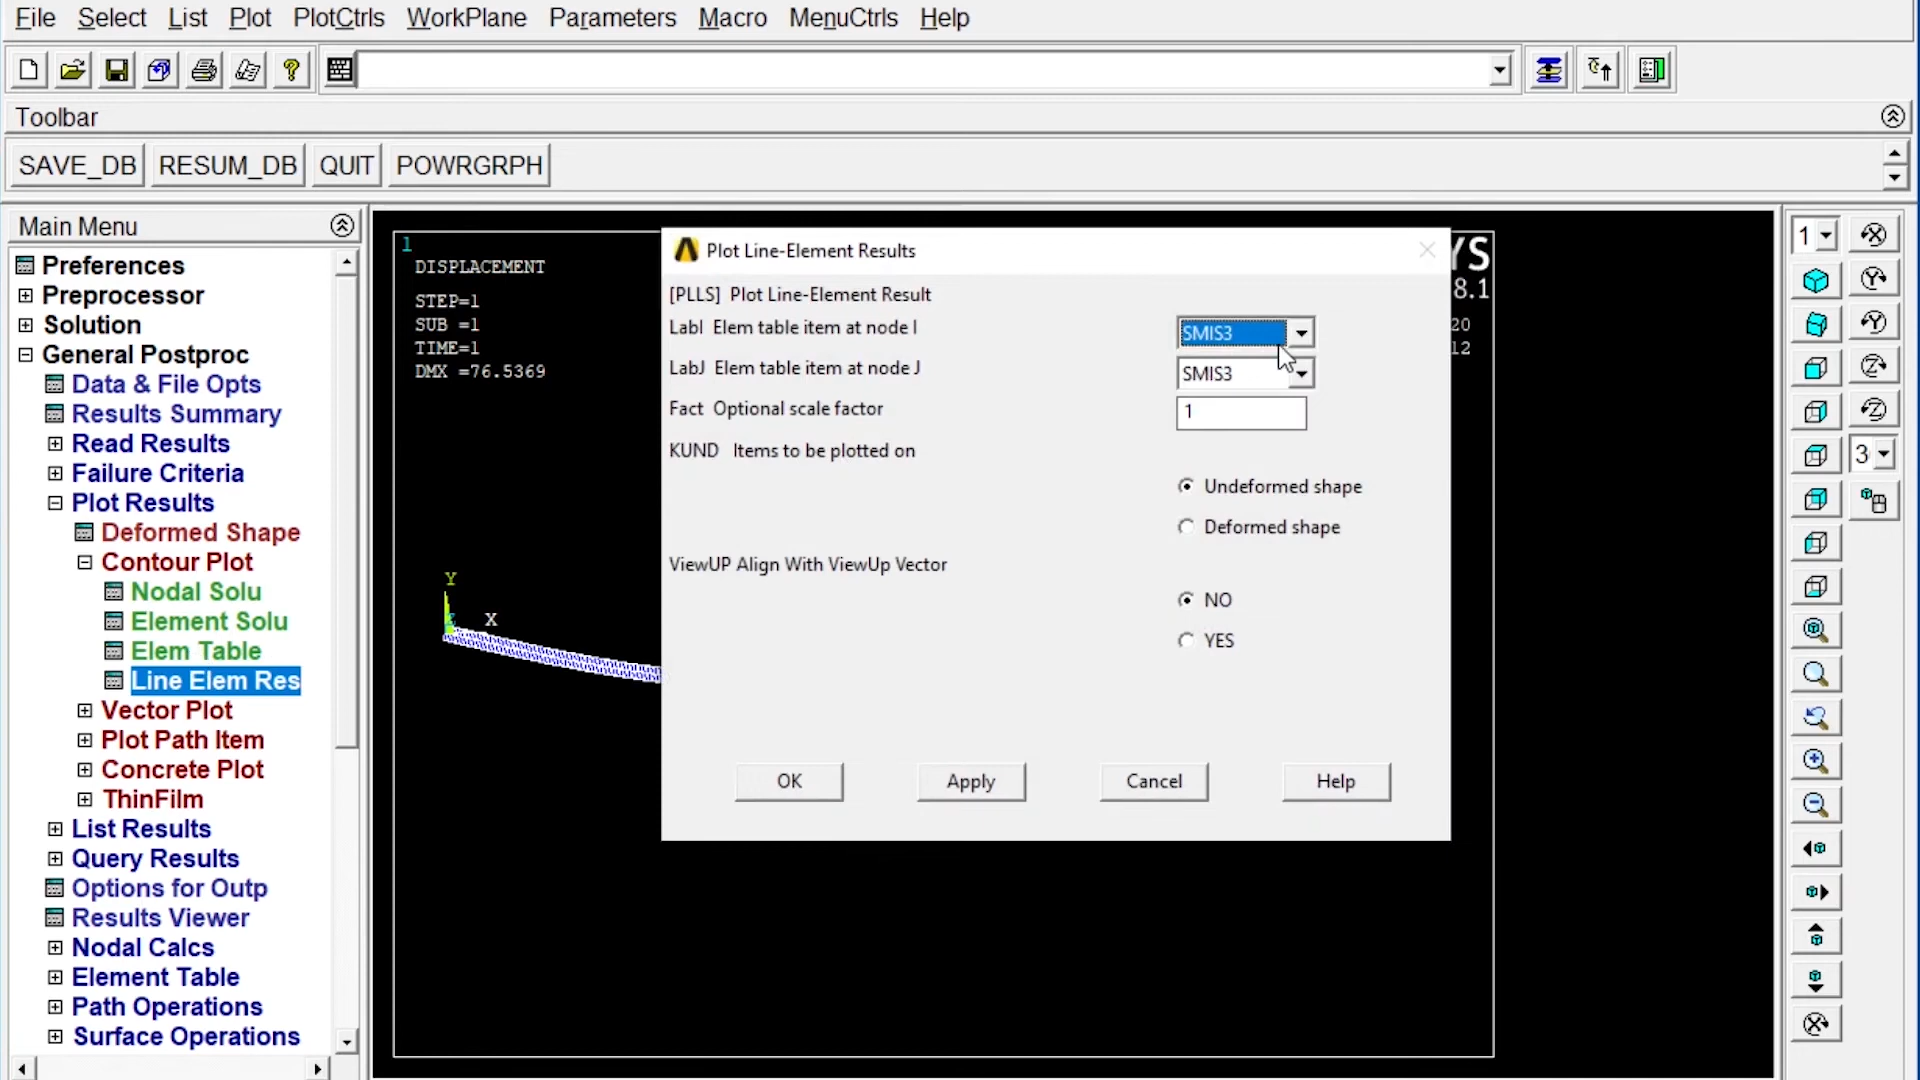 File Select List Plot PlotCtrls WorkPlane Parameters Macro MenuCtrls Help
Toolbar
SAVE_DB RESUM_DB QUIT POWRGRPH
Main Menu
Preferences
Preprocessor
Solution
General Postproc
Data & File Opts
Results Summary
Read Results
Failure Criteria
Plot Results
Deformed Shape
Contour Plot
Nodal Solu
Element Solu
Elem Table
Line Elem Res
Vector Plot
Plot Path Item
Concrete Plot
ThinFilm
List Results
Query Results
Options for Outp
Results Viewer
Nodal Calcs
Element Table
Path Operations
Surface Operations
1
DISPLACEMENT
STEP=1
SUB =1
TIME=1
DMX =76.5369
Y
X
YS
8.1
20
12
Plot Line-Element Results
[PLLS] Plot Line-Element Result
LabI Elem table item at node I
SMIS3
LabJ Elem table item at node J
SMIS3
Fact Optional scale factor
1
KUND Items to be plotted on
Undeformed shape
Deformed shape
ViewUP Align With ViewUp Vector
NO
YES
OK Apply Cancel Help
1
3